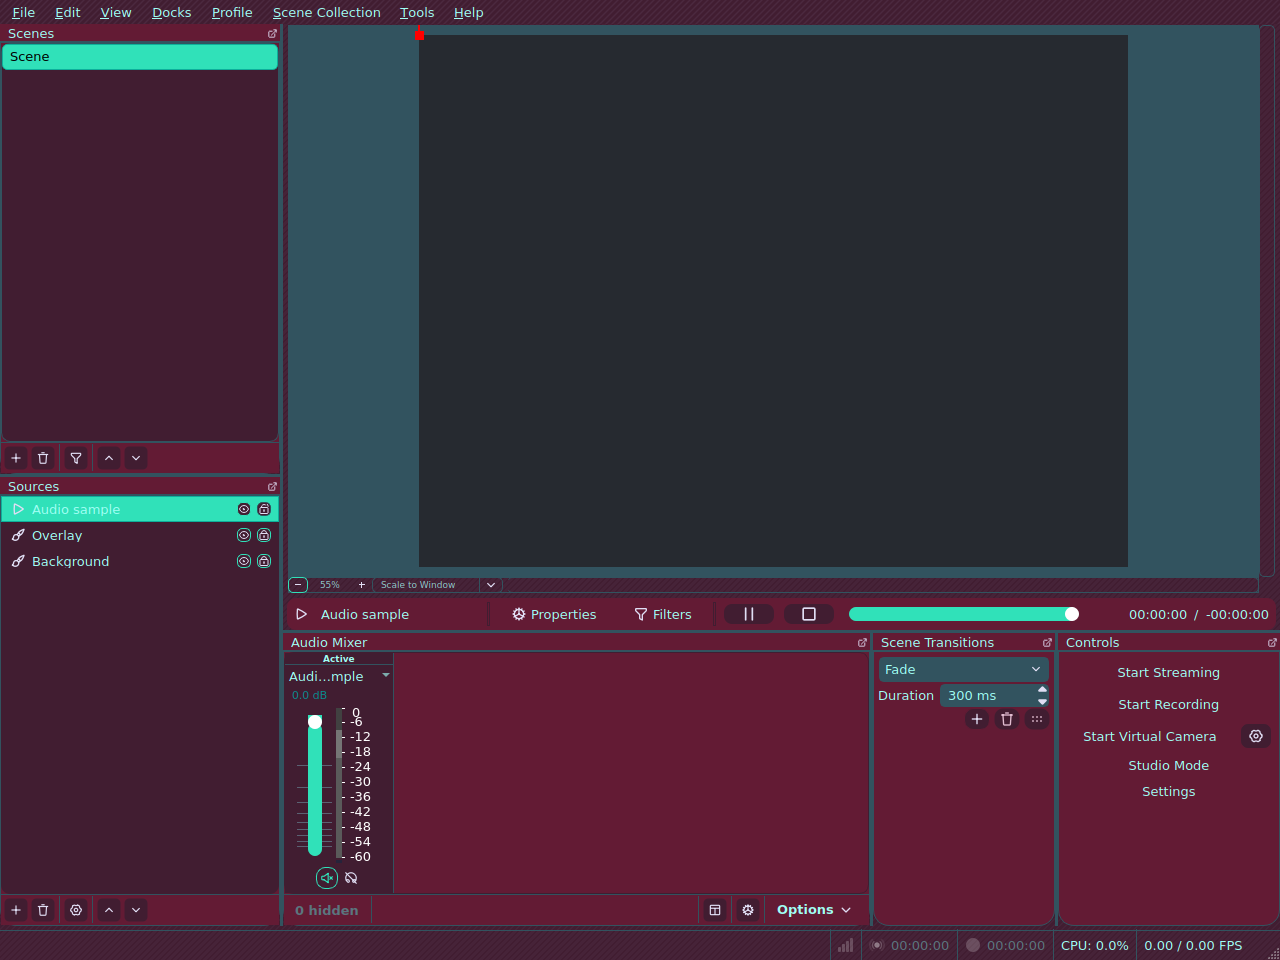 File Edit View Docks Profile Scene Collection Tools Help
Scenes
Scene
Sources
Audio sample
Overlay
Background
55% Scale to Window
Audio sample Properties Filters 00:00:00 / -00:00:00
Audio Mixer
Active
Audi...mple
0.0 dB
0
-6
-12
-18
-24
-30
-36
-42
-48
-54
-60
0 hidden Options
Scene Transitions
Fade
Duration 300 ms
Controls
Start Streaming
Start Recording
Start Virtual Camera
Studio Mode
Settings
00:00:00 00:00:00 CPU: 0.0% 0.00 / 0.00 FPS